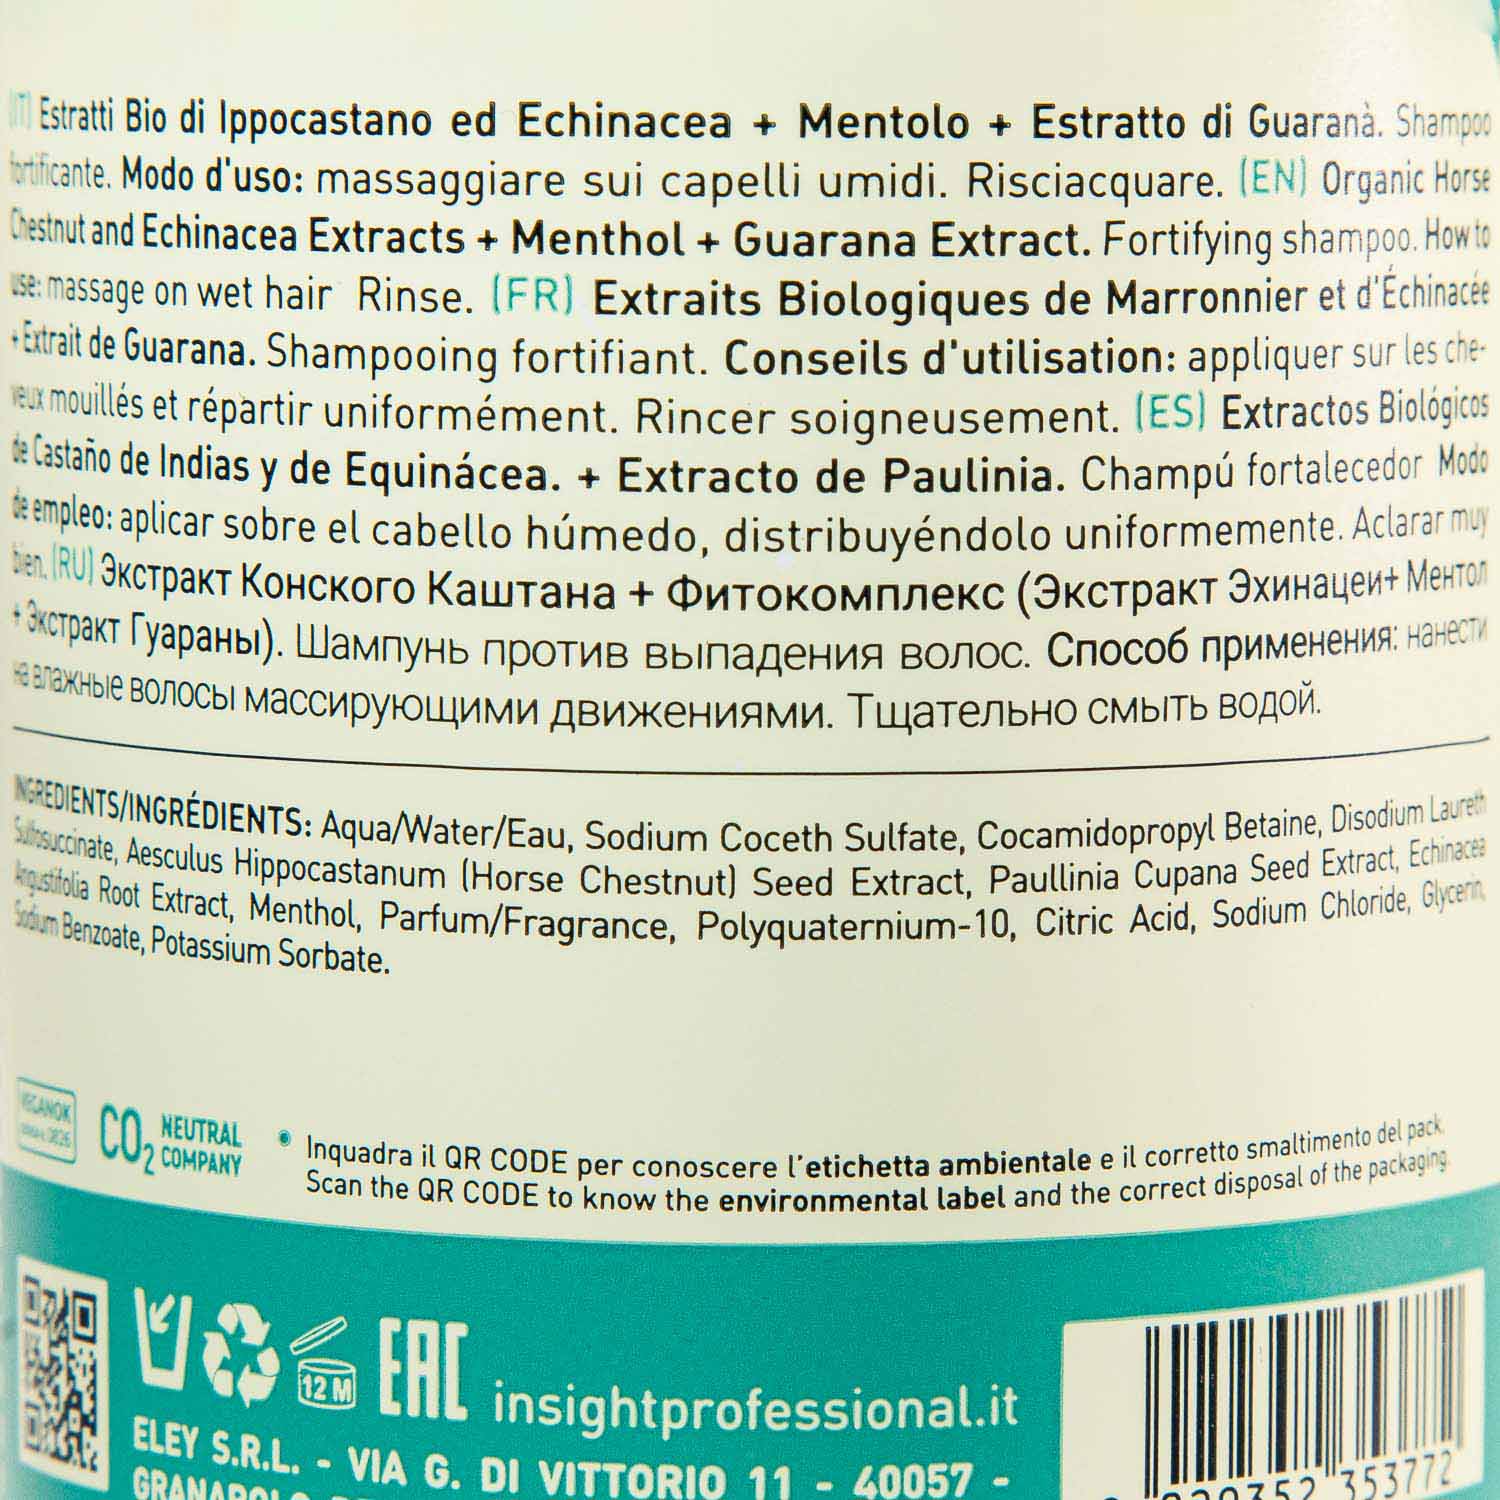 (IT) Estratti Bio di Ippocastano ed Echinacea + Mentolo + Estratto di Guaranà. Shampoo
fortificante. Modo d'uso: massaggiare sui capelli umidi. Risciacquare. (EN) Organic Horse
Chestnut and Echinacea Extracts + Menthol + Guarana Extract. Fortifying shampoo. How to
use: massage on wet hair Rinse. (FR) Extraits Biologiques de Marronnier et d'Échinacée
+ Extrait de Guarana. Shampooing fortifiant. Conseils d'utilisation: appliquer sur les che-
veux mouillés et répartir uniformément. Rincer soigneusement. (ES) Extractos Biológicos
de Castaño de Indias y de Equinácea. + Extracto de Paulinia. Champú fortalecedor Modo
de empleo: aplicar sobre el cabello húmedo, distribuyéndolo uniformemente. Aclarar muy
bien. (RU) Экстракт Конского Каштана + Фитокомплекс (Экстракт Эхинацеи+ Ментол
+ Экстракт Гуараны). Шампунь против выпадения волос. Способ применения: нанести
на влажные волосы массирующими движениями. Тщательно смыть водой.
INGREDIENTS/INGRÉDIENTS: Aqua/Water/Eau, Sodium Coceth Sulfate, Cocamidopropyl Betaine, Disodium Laureth
Sulfosuccinate, Aesculus Hippocastanum (Horse Chestnut) Seed Extract, Paullinia Cupana Seed Extract, Echinacea
Angustifolia Root Extract, Menthol, Parfum/Fragrance, Polyquaternium-10, Citric Acid, Sodium Chloride, Glycerin,
Sodium Benzoate, Potassium Sorbate.
VEGANOK
CO2 NEUTRAL
COMPANY
Inquadra il QR CODE per conoscere l'etichetta ambientale e il corretto smaltimento del pack.
Scan the QR CODE to know the environmental label and the correct disposal of the packaging.
12 M
EAC
insightprofessional.it
ELEY S.R.L. - VIA G. DI VITTORIO 11 - 40057 -
353772